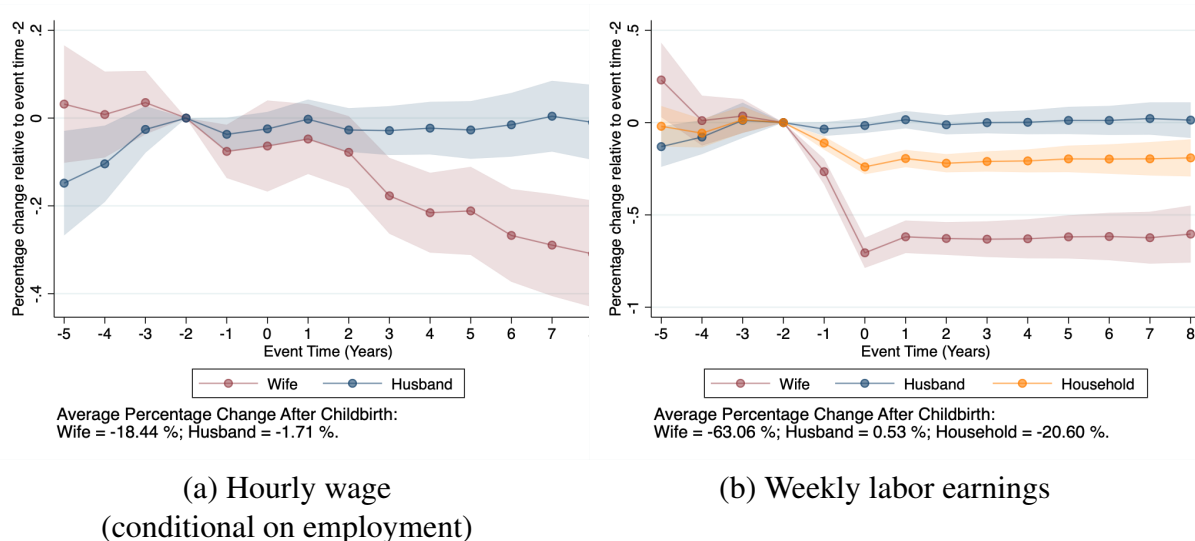 Percentage change relative to event time -2
.2
0
-.2
-.4
-5 -4 -3 -2 -1 0 1 2 3 4 5 6 7
Event Time (Years)
Wife Husband
Average Percentage Change After Childbirth:
Wife = -18.44 %; Husband = -1.71 %.
(a) Hourly wage
(conditional on employment)
Percentage change relative to event time -2
.5
0
-.5
-1
-5 -4 -3 -2 -1 0 1 2 3 4 5 6 7 8
Event Time (Years)
Wife Husband Household
Average Percentage Change After Childbirth:
Wife = -63.06 %; Husband = 0.53 %; Household = -20.60 %.
(b) Weekly labor earnings